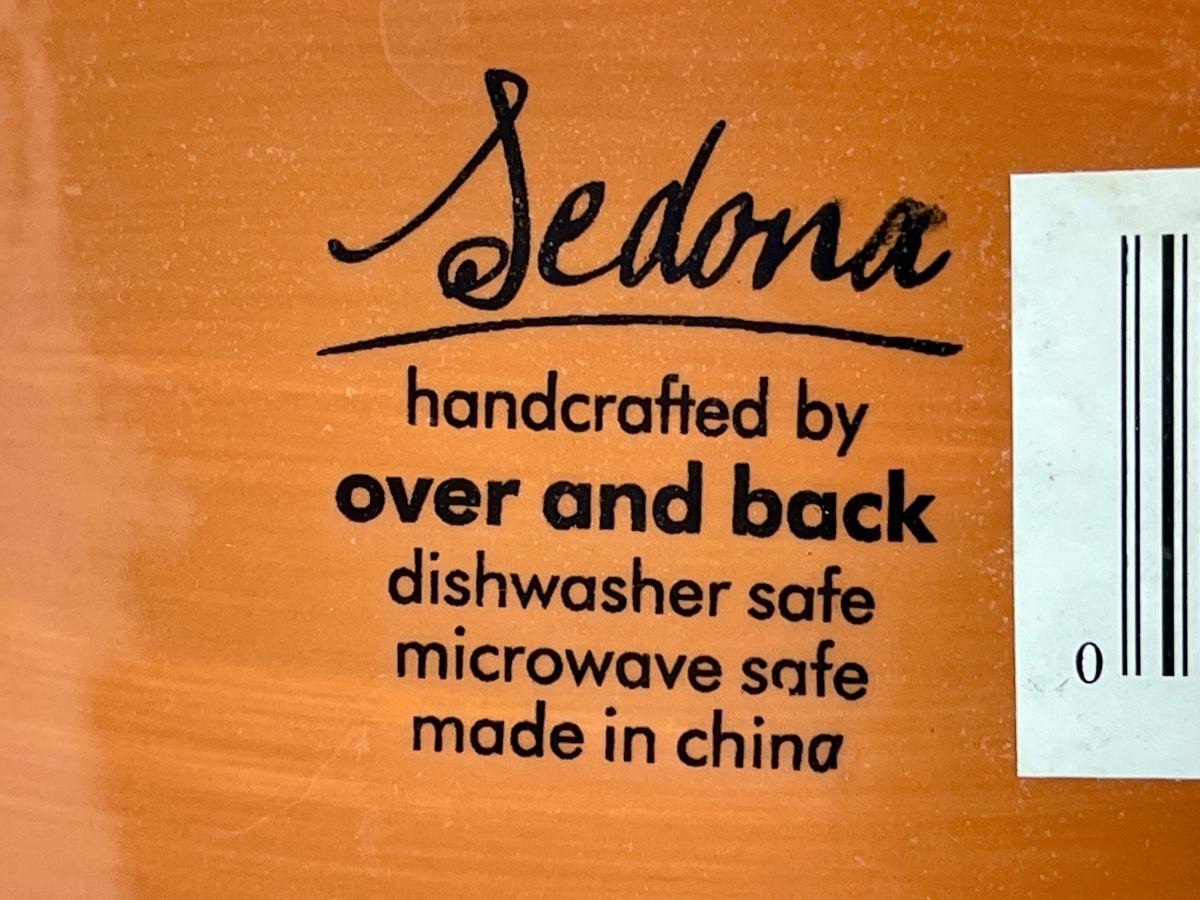 Sedona
handcrafted by
over and back
dishwasher safe
microwave safe
made in china
0